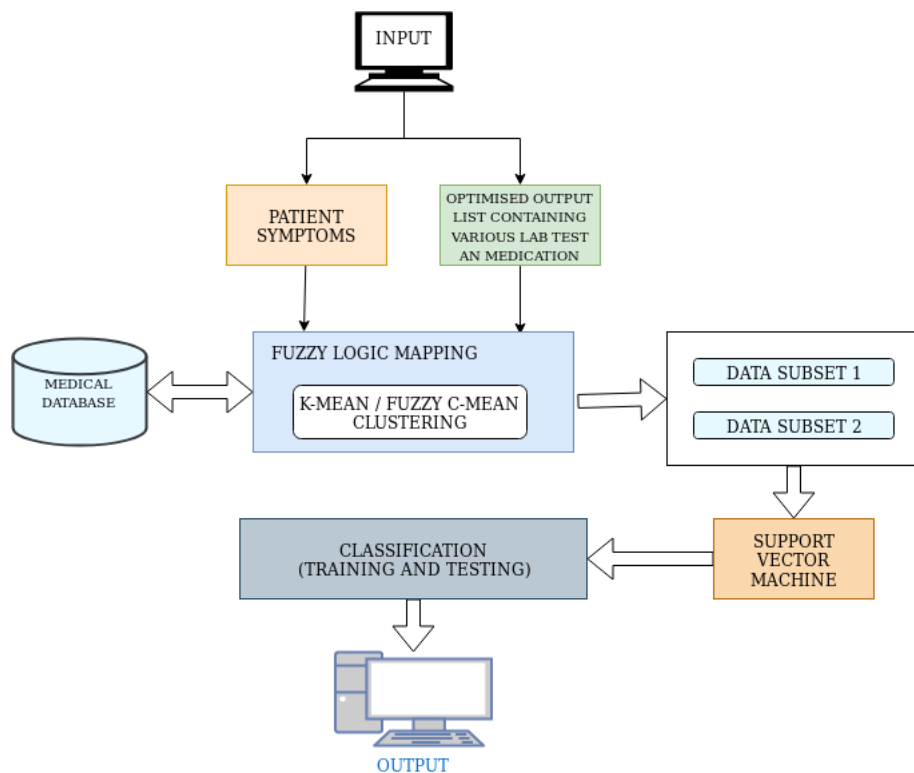 INPUT
PATIENT
SYMPTOMS
OPTIMISED OUTPUT
LIST CONTAINING
VARIOUS LAB TEST
AN MEDICATION
MEDICAL
DATABASE
FUZZY LOGIC MAPPING
K-MEAN / FUZZY C-MEAN
CLUSTERING
DATA SUBSET 1
DATA SUBSET 2
SUPPORT
VECTOR
MACHINE
CLASSIFICATION
(TRAINING AND TESTING)
OUTPUT